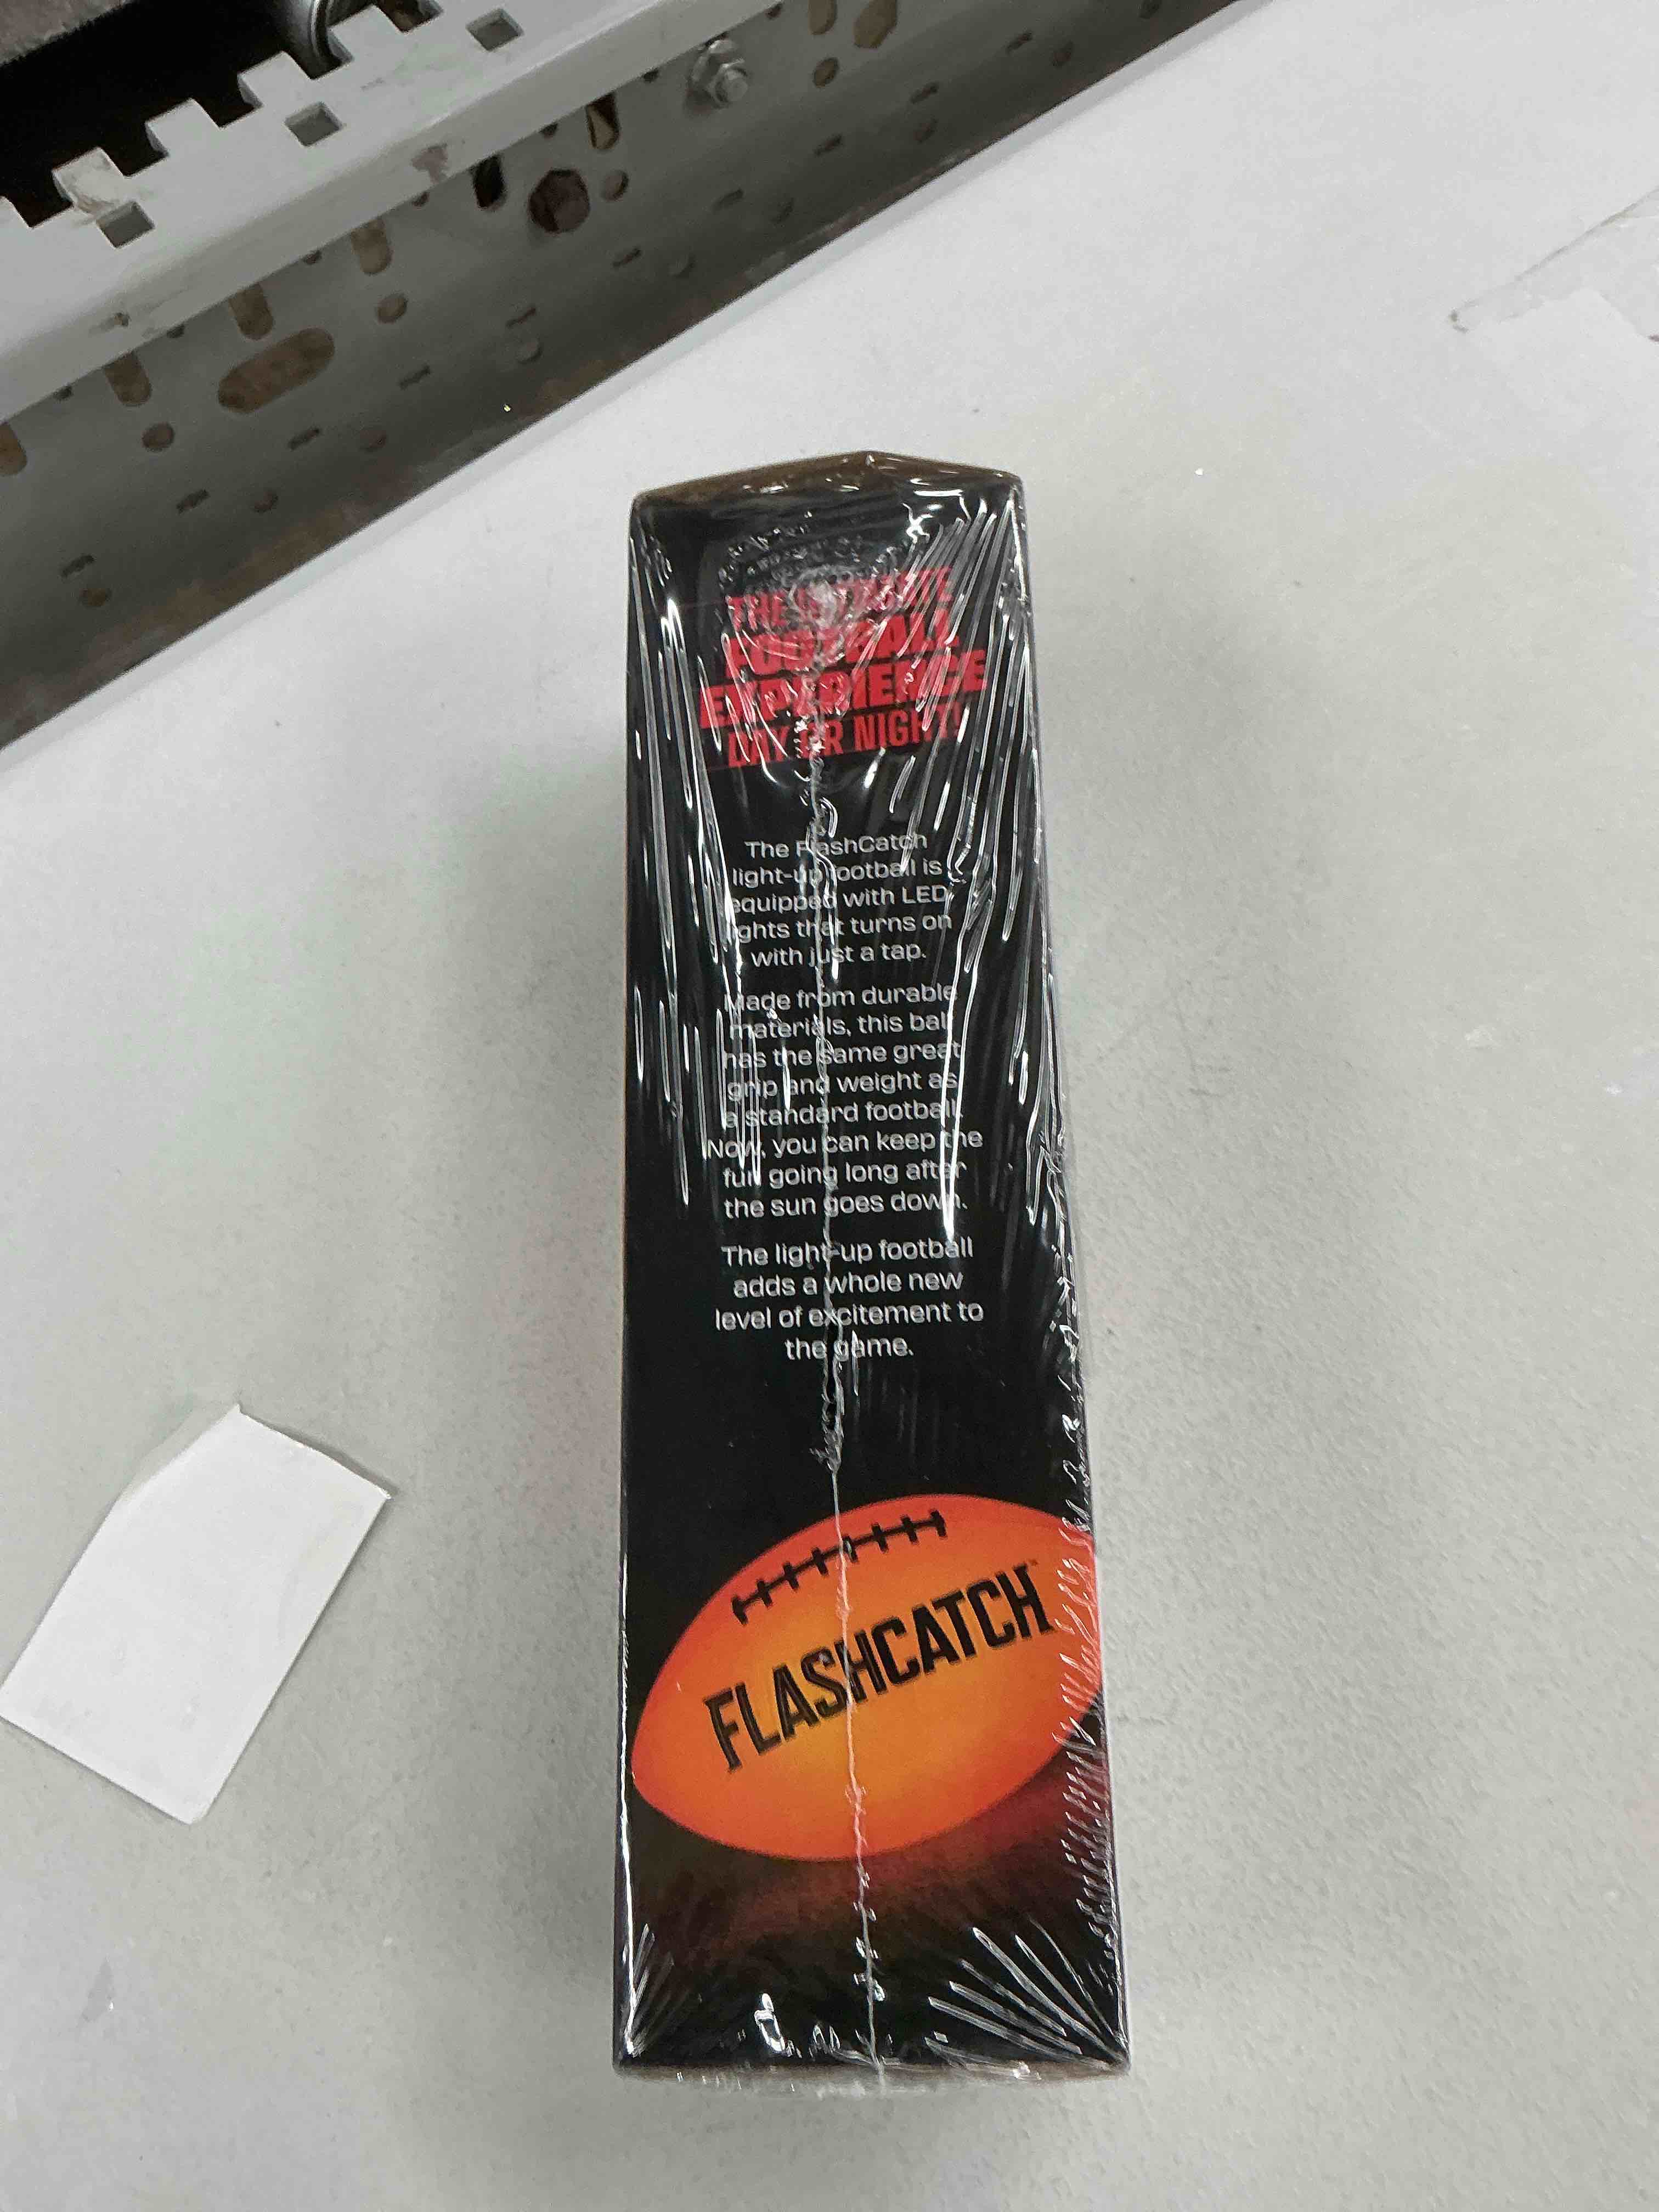 THE ULTIMATE
FOOTBALL
EXPERIENCE
DAY OR NIGHT!
The FlashCatch
light-up football is
equipped with LED
lights that turns on
with just a tap.
Made from durable
materials, this ball
has the same great
grip and weight as
a standard football.
Now, you can keep the
fun going long after
the sun goes down.
The light-up football
adds a whole new
level of excitement to
the game.
FLASHCATCH™